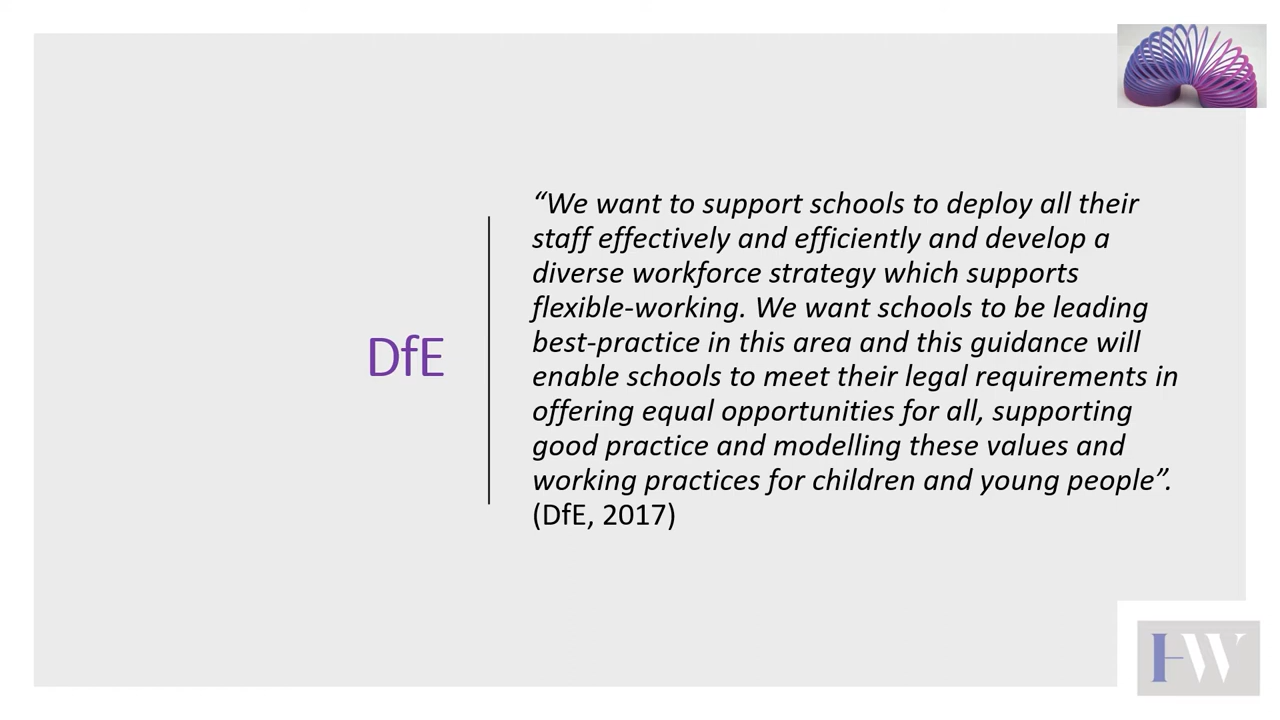 DfE
“We want to support schools to deploy all their
staff effectively and efficiently and develop a
diverse workforce strategy which supports
flexible-working. We want schools to be leading
best-practice in this area and this guidance will
enable schools to meet their legal requirements in
offering equal opportunities for all, supporting
good practice and modelling these values and
working practices for children and young people”.
(DfE, 2017)
HW